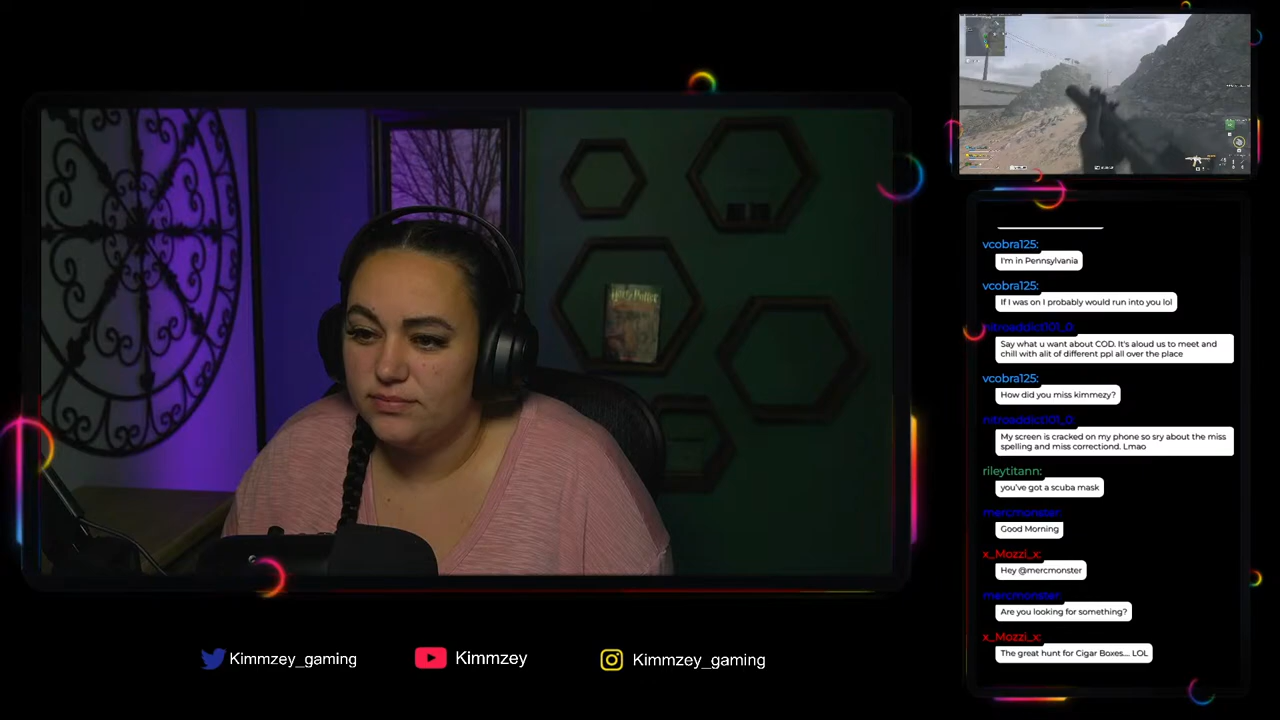 Harry Potter
vcobra125:
I'm in Pennsylvania
vcobra125:
If I was on I probably would run into you lol
nitroaddict101_0:
Say what u want about COD. It's aloud us to meet and
chill with alit of different ppl all over the place
vcobra125:
How did you miss kimmezy?
nitroaddict101_0:
My screen is cracked on my phone so sry about the miss
spelling and miss correctiond. Lmao
rileytitann:
you've got a scuba mask
mercmonster:
Good Morning
x_Mozzi_x:
Hey @mercmonster
mercmonster:
Are you looking for something?
x_Mozzi_x:
The great hunt for Cigar Boxes.... LOL
Kimmzey_gaming
Kimmzey
Kimmzey_gaming